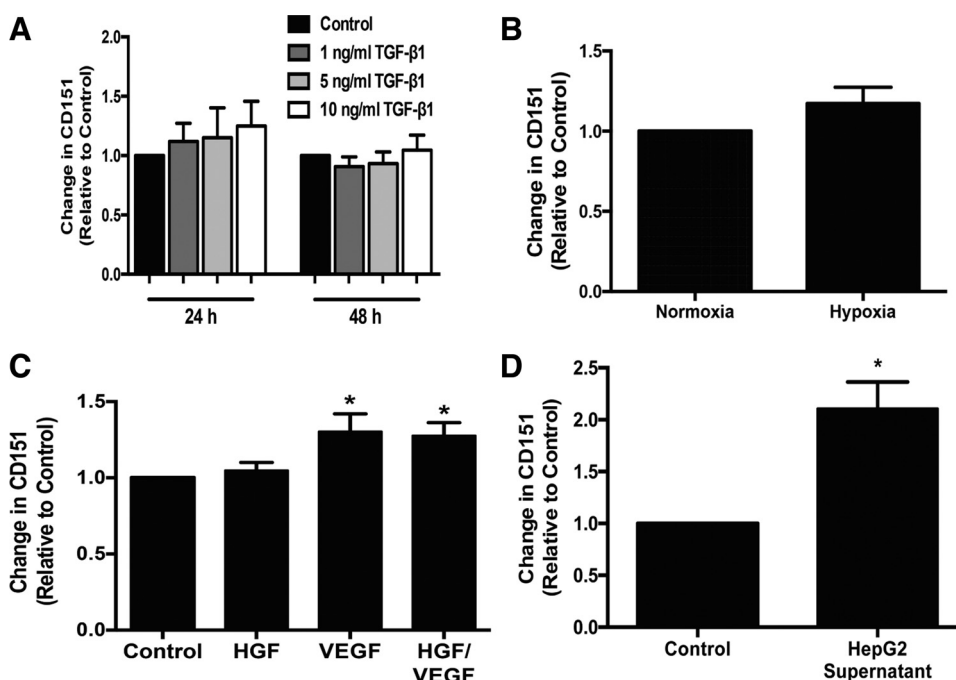 A
Change in CD151
(Relative to Control)
2.0
1.5
1.0
0.5
0.0
Control
1 ng/ml TGF-β1
5 ng/ml TGF-β1
10 ng/ml TGF-β1
24 h
48 h
B
Change in CD151
(Relative to Control)
1.5
1.0
0.5
0.0
Normoxia
Hypoxia
C
Change in CD151
(Relative to Control)
1.5
1.0
0.5
0.0
*
*
Control
HGF
VEGF
HGF/
VEGF
D
Change in CD151
(Relative to Control)
2.5
2.0
1.5
1.0
0.5
0.0
*
Control
HepG2
Supernatant